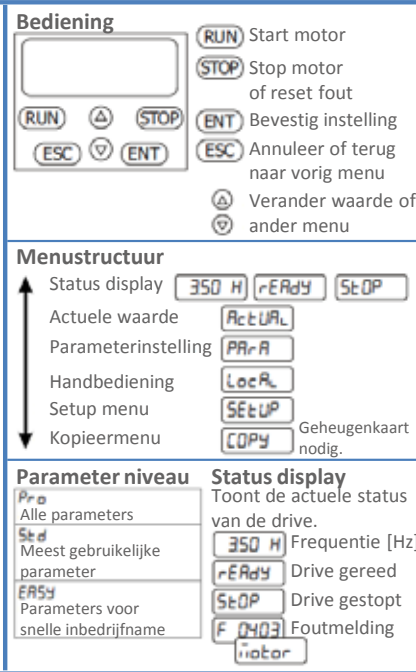 Bediening
RUN Start motor
STOP Stop motor
of reset fout
RUN STOP
ENT Bevestig instelling
ESC ENT
ESC Annuleer of terug
naar vorig menu
Verander waarde of
ander menu
Menustructuur
Status display 350 H rEAdY StOP
Actuele waarde ActUAL
Parameterinstelling PArA
Handbediening LocAL
Setup menu SEtUP
Kopieermenu COPY Geheugenkaart
nodig.
Parameter niveau
Pro
Alle parameters
Std
Meest gebruikelijke
parameter
EASY
Parameters voor
snelle inbedrijfname
Status display
Toont de actuele status
van de drive.
350 H Frequentie [Hz]
rEAdY Drive gereed
StOP Drive gestopt
F 0403 Foutmelding
motor